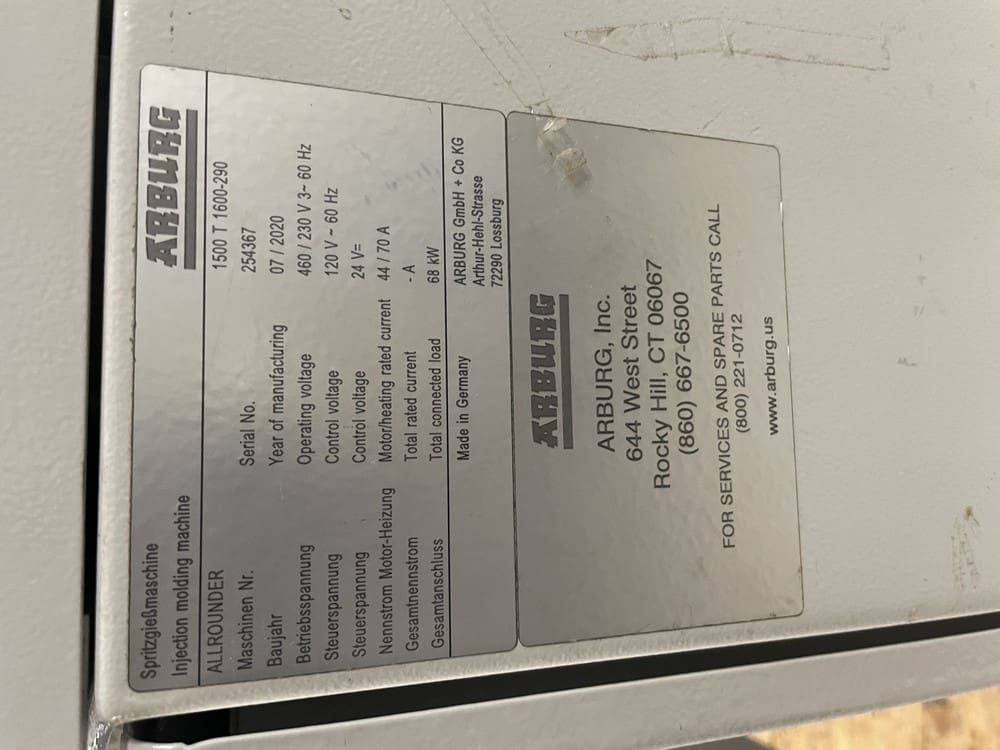 Spritzgießmaschine
Injection molding machine
ARBURG
ALLROUNDER 1500 T 1600-290
Maschinen Nr. Serial No. 254367
Baujahr Year of manufacturing 07 / 2020
Betriebsspannung Operating voltage 460 / 230 V 3~ 60 Hz
Steuerspannung Control voltage 120 V ~ 60 Hz
Steuerspannung Control voltage 24 V=
Nennstrom Motor-Heizung Motor/heating rated current 44 / 70 A
Gesamtnennstrom Total rated current - A
Gesamtanschluss Total connected load 68 kW
Made in Germany ARBURG GmbH + Co KG
Arthur-Hehl-Strasse
72290 Lossburg
ARBURG
ARBURG, Inc.
644 West Street
Rocky Hill, CT 06067
(860) 667-6500
FOR SERVICES AND SPARE PARTS CALL
(800) 221-0712
www.arburg.us